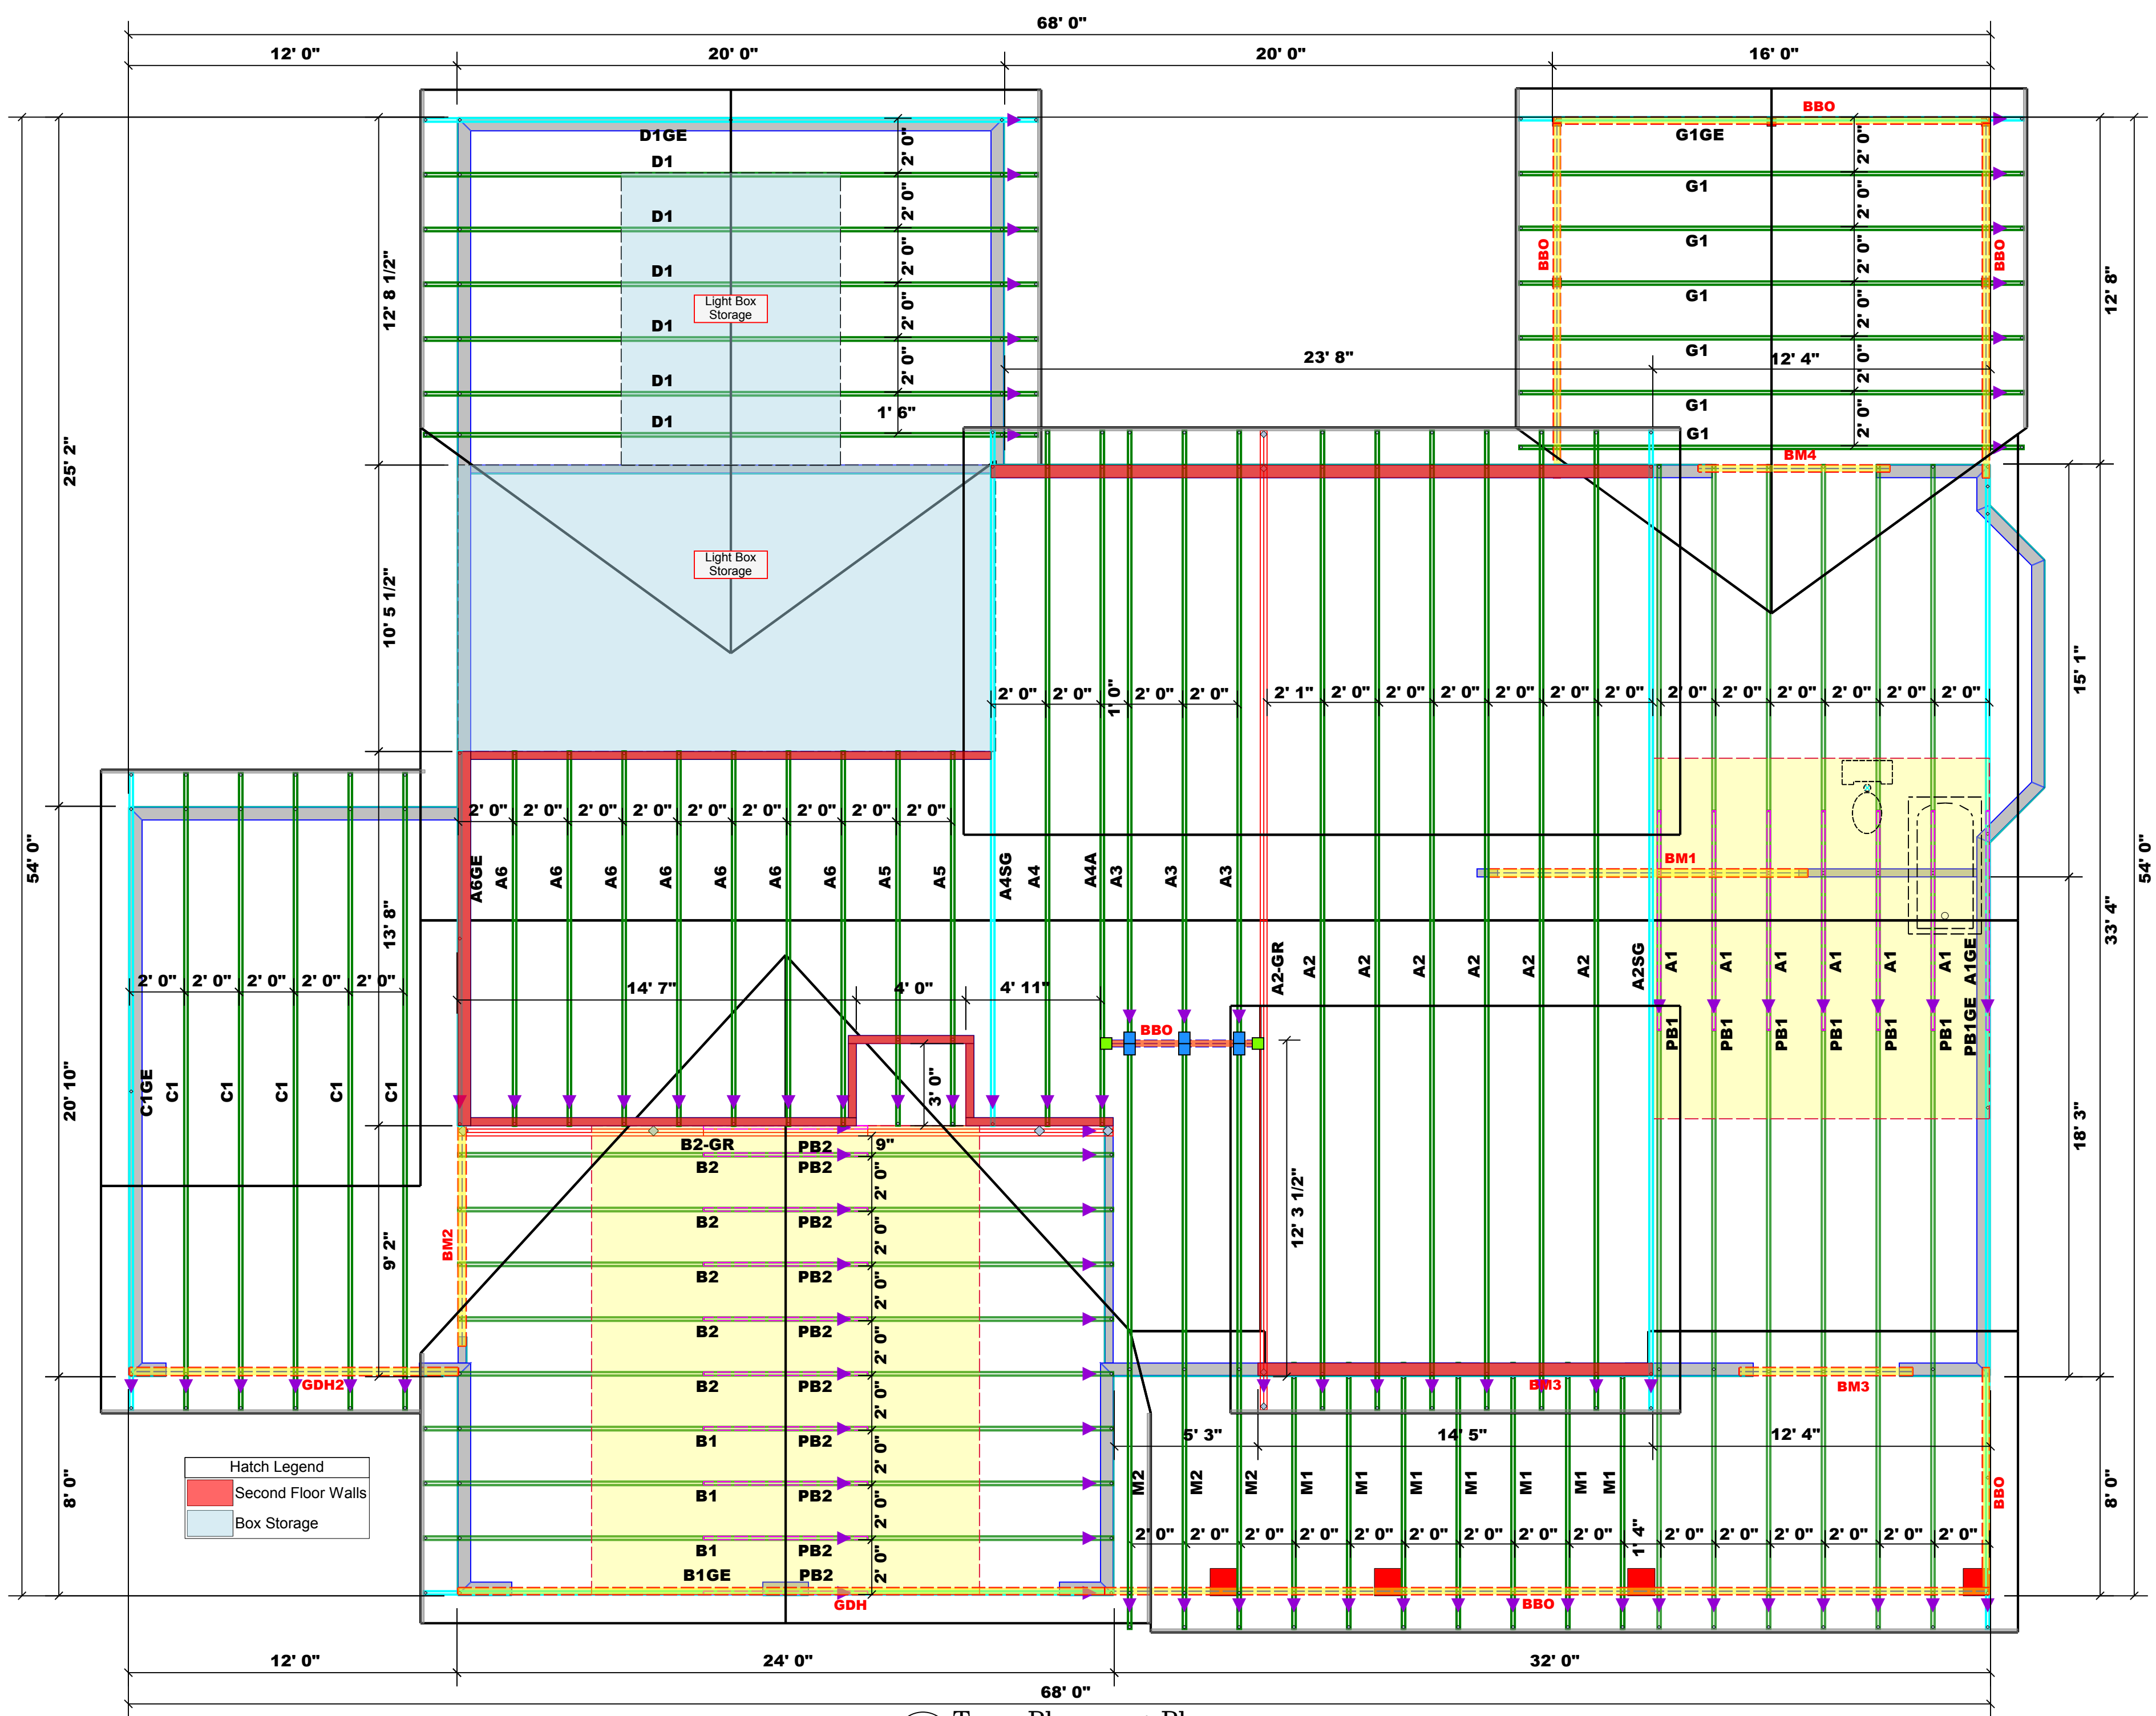 68' 0"
12' 0" 20' 0" 20' 0" 16' 0"
BBO
D1GE G1GE
2' 0" 2' 0"
D1 G1
2' 0" 2' 0"
D1 G1
54' 0" 25' 2" 12' 8 1/2" 2' 0" BBO 2' 0" BBO 12' 8" 54' 0"
D1 G1
Light Box
Storage
2' 0" 2' 0"
D1 G1
23' 8" 12' 4"
2' 0" 2' 0"
D1 G1
1' 6" 2' 0"
D1 G1
BM4
Light Box
Storage
10' 5 1/2" 15' 1"
2' 0" 2' 0" 1' 0" 2' 0" 2' 0" 2' 1" 2' 0" 2' 0" 2' 0" 2' 0" 2' 0" 2' 0" 2' 0" 2' 0" 2' 0" 2' 0" 2' 0" 2' 0"
2' 0" 2' 0" 2' 0" 2' 0" 2' 0" 2' 0" 2' 0" 2' 0" 2' 0"
BM1
A6GE A6 A6 A6 A6 A6 A6 A6 A5 A5 A4SG A4 A4A A3 A3 A3
13' 8" 33' 4"
A2-GR A2 A2 A2 A2 A2 A2 A2SG A1 A1 A1 A1 A1 A1 A1GE
2' 0" 2' 0" 2' 0" 2' 0" 2' 0"
14' 7" 4' 0" 4' 11"
BBO
PB1 PB1 PB1 PB1 PB1 PB1 PB1GE
C1GE C1 C1 C1 C1 C1
20' 10" 3' 0" 18' 3"
B2-GR PB2 9"
B2 PB2
2' 0"
12' 3 1/2"
B2 PB2
9' 2" BM2 2' 0"
B2 PB2
2' 0"
B2 PB2
2' 0"
GDH2 B2 PB2 BM3 BM3
2' 0"
5' 3" 14' 5" 12' 4"
B1 PB2
2' 0"
Hatch Legend
Second Floor Walls
Box Storage
8' 0" M2 M2 M2 M1 M1 M1 M1 M1 M1 M1 BBO 8' 0"
B1 PB2
2' 0"
2' 0" 2' 0" 2' 0" 2' 0" 2' 0" 2' 0" 2' 0" 2' 0" 2' 0" 1' 4" 2' 0" 2' 0" 2' 0" 2' 0" 2' 0" 2' 0"
B1 PB2
2' 0"
B1GE PB2
GDH BBO
12' 0" 24' 0" 32' 0"
68' 0"